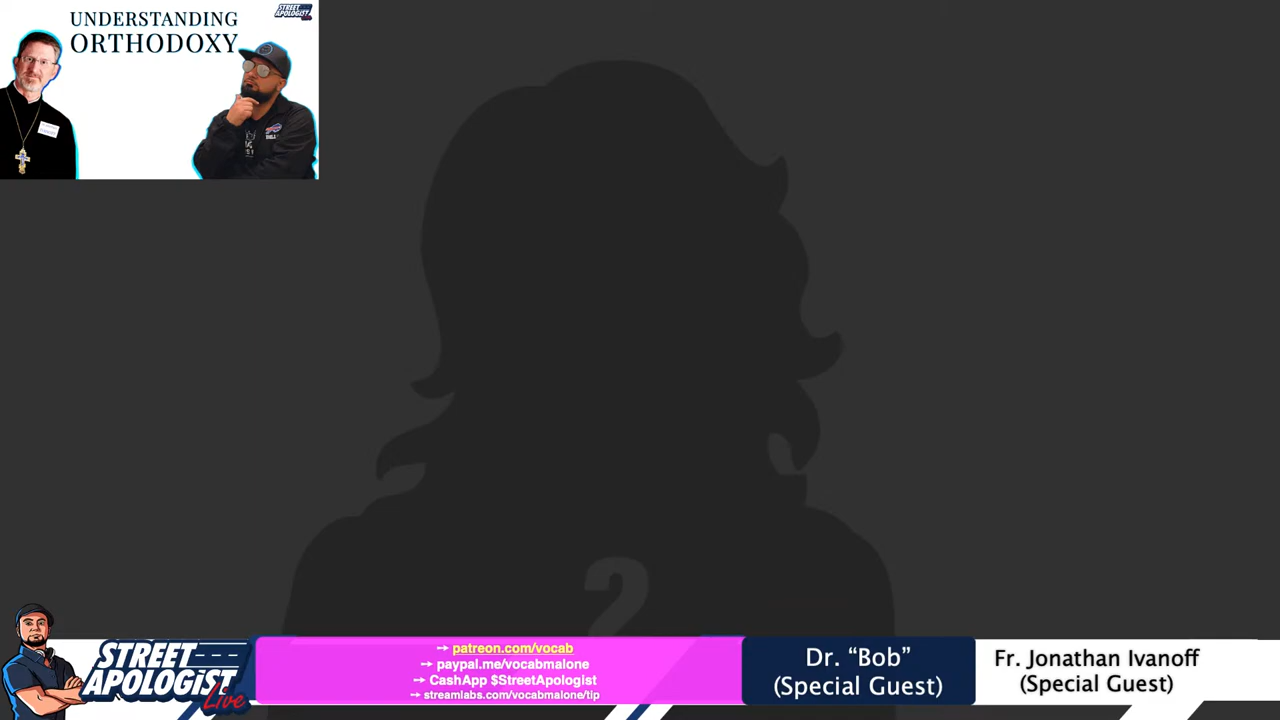 UNDERSTANDING
ORTHODOXY
STREET
APOLOGIST
2
STREET
APOLOGIST
Live
→ patreon.com/vocab
→ paypal.me/vocabmalone
→ CashApp $StreetApologist
→ streamlabs.com/vocabmalone/tip
Dr. “Bob”
(Special Guest)
Fr. Jonathan Ivanoff
(Special Guest)